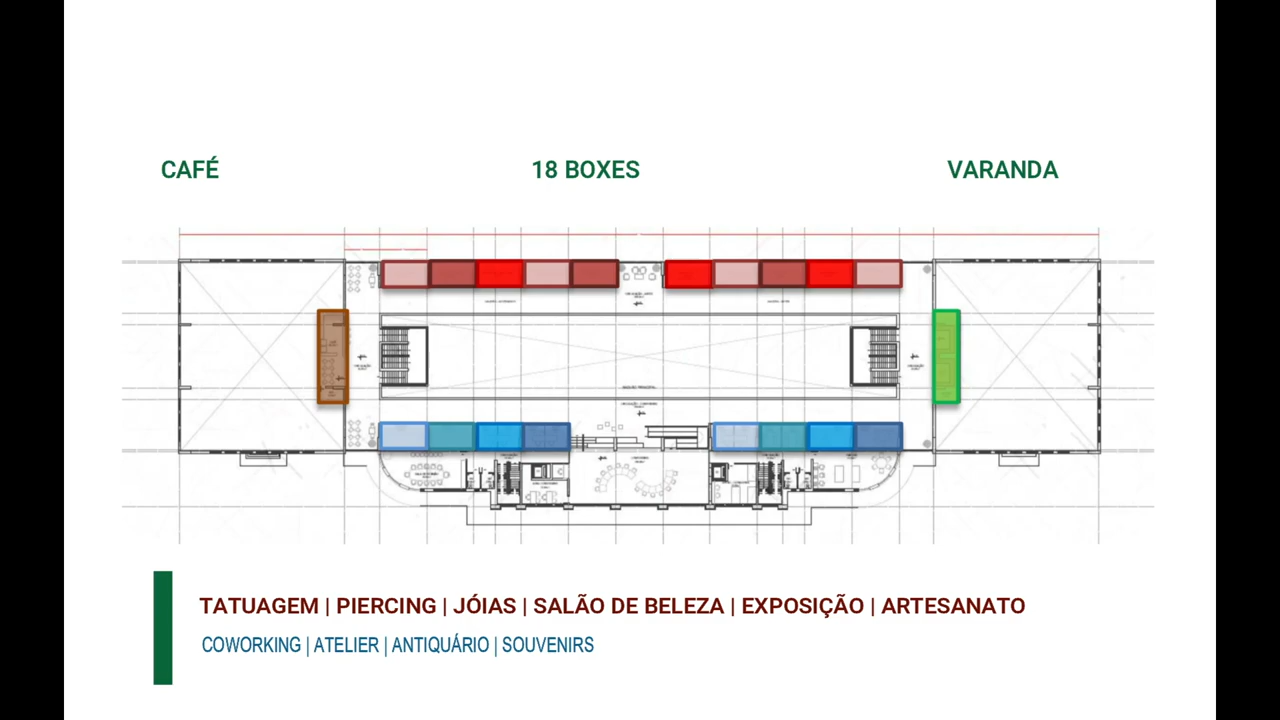 CAFÉ
18 BOXES
VARANDA
TATUAGEM | PIERCING | JÓIAS | SALÃO DE BELEZA | EXPOSIÇÃO | ARTESANATO
COWORKING | ATELIER | ANTIQUÁRIO | SOUVENIRS